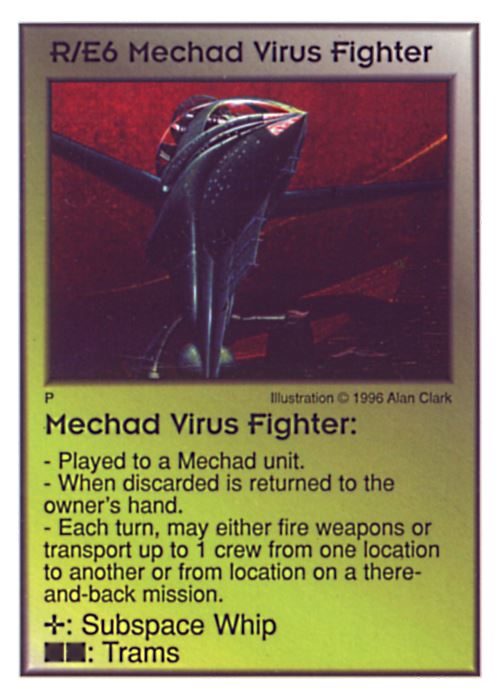 R/E6 Mechad Virus Fighter
P
Illustration © 1996 Alan Clark
Mechad Virus Fighter:
- Played to a Mechad unit.
- When discarded is returned to the
owner's hand.
- Each turn, may either fire weapons or
transport up to 1 crew from one location
to another or from location on a there-
and-back mission.
✛: Subspace Whip
■■: Trams